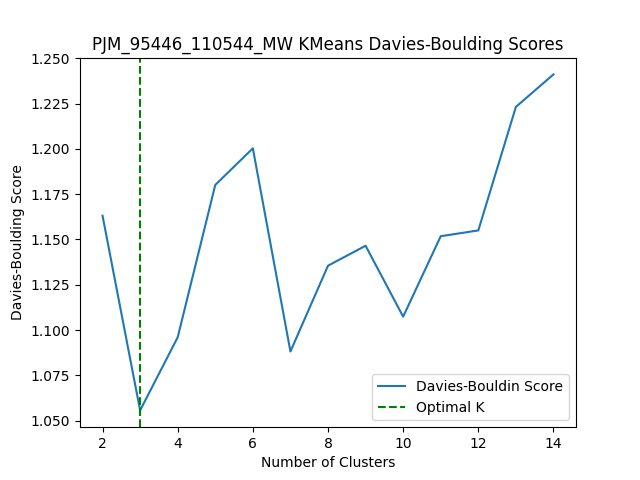 PJM_95446_110544_MW KMeans Davies-Boulding Scores
1.250
1.225
1.200
1.175
1.150
1.125
1.100
1.075
1.050
Davies-Boulding Score
Davies-Bouldin Score
Optimal K
2 4 6 8 10 12 14
Number of Clusters